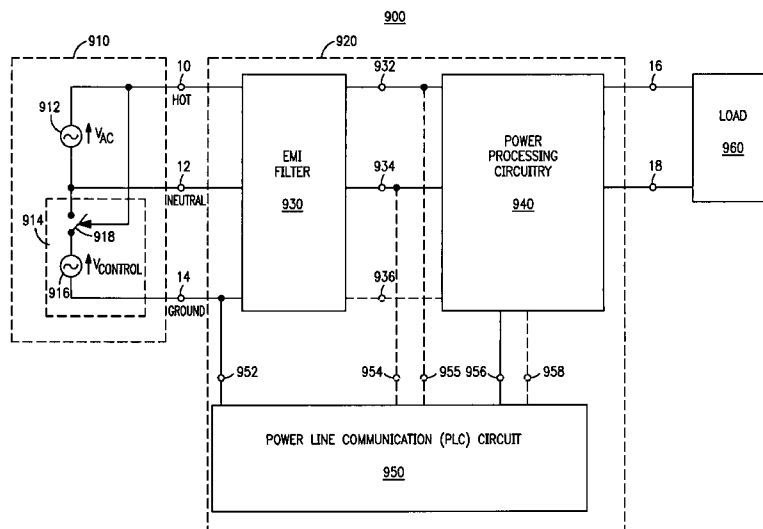 900
910
920
10
HOT
932
16
912
VAC
EMI
FILTER
930
POWER
PROCESSING
CIRCUITRY
940
LOAD
960
12
NEUTRAL
934
18
914
918
916
VCONTROL
14
GROUND
936
952
954
955
956
958
POWER LINE COMMUNICATION (PLC) CIRCUIT
950